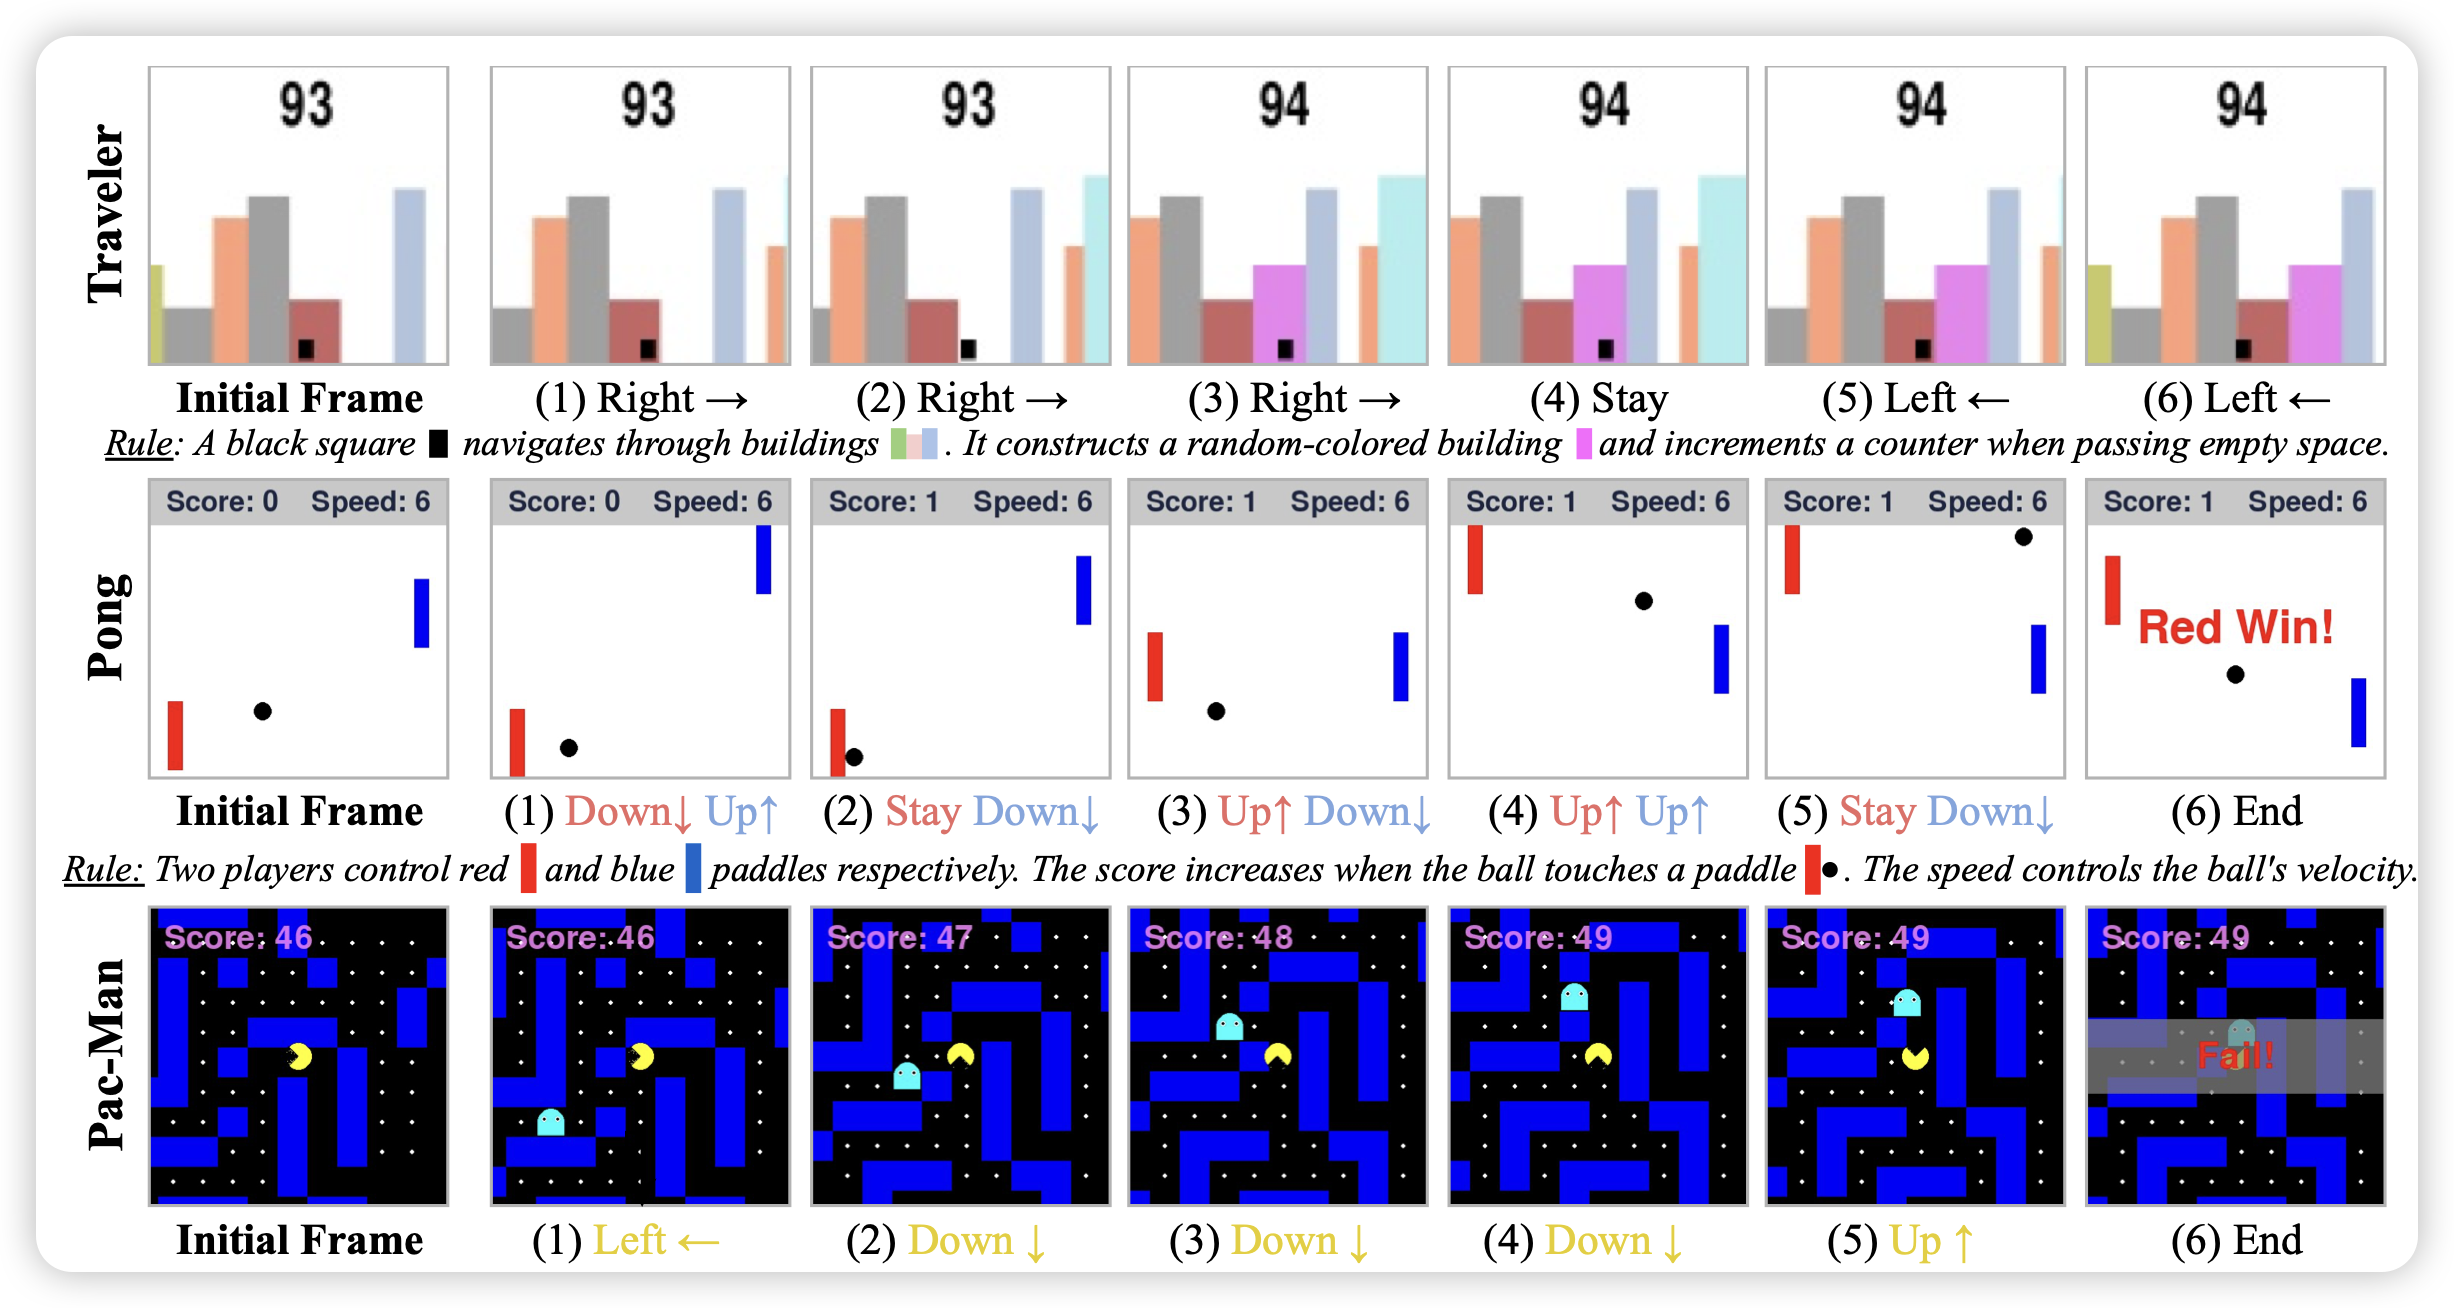 Traveler
93
93
93
94
94
94
94
Initial Frame
(1) Right →
(2) Right →
(3) Right →
(4) Stay
(5) Left ←
(6) Left ←
Rule: A black square navigates through buildings . It constructs a random-colored building and increments a counter when passing empty space.
Pong
Score: 0 Speed: 6
Score: 0 Speed: 6
Score: 1 Speed: 6
Score: 1 Speed: 6
Score: 1 Speed: 6
Score: 1 Speed: 6
Score: 1 Speed: 6
Red Win!
Initial Frame
(1) Down↓ Up↑
(2) Stay Down↓
(3) Up↑ Down↓
(4) Up↑ Up↑
(5) Stay Down↓
(6) End
Rule: Two players control red and blue paddles respectively. The score increases when the ball touches a paddle . The speed controls the ball's velocity.
Pac-Man
Score: 46
Score: 46
Score: 47
Score: 48
Score: 49
Score: 49
Score: 49
Fail!
Initial Frame
(1) Left ←
(2) Down ↓
(3) Down ↓
(4) Down ↓
(5) Up ↑
(6) End